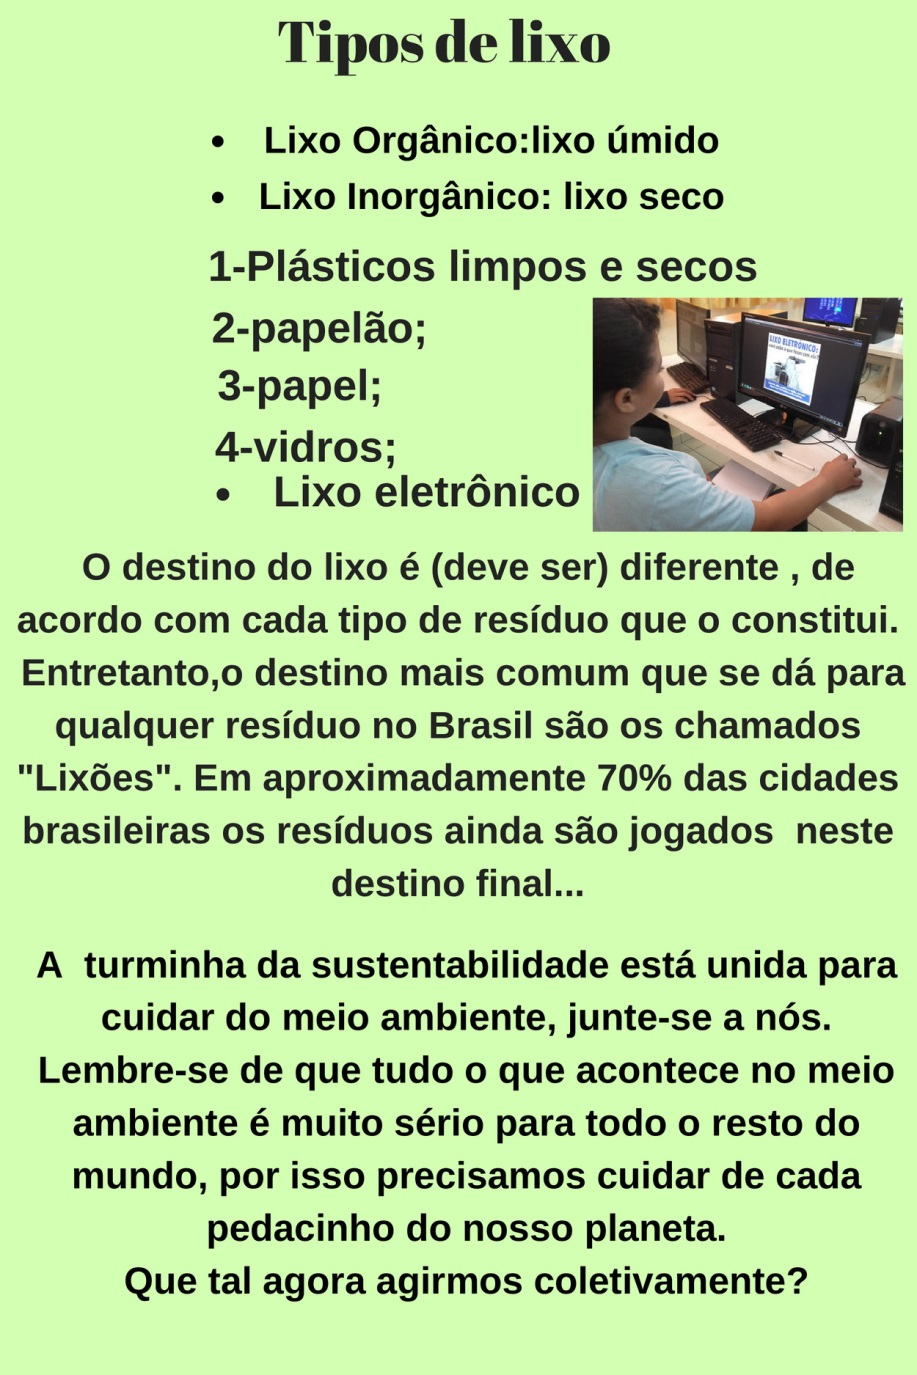 Tipos de lixo
• Lixo Orgânico:lixo úmido
• Lixo Inorgânico: lixo seco
1-Plásticos limpos e secos
2-papelão;
3-papel;
4-vidros;
• Lixo eletrônico
LIXO ELETRÔNICO:
O destino do lixo é (deve ser) diferente , de
acordo com cada tipo de resíduo que o constitui.
Entretanto,o destino mais comum que se dá para
qualquer resíduo no Brasil são os chamados
"Lixões". Em aproximadamente 70% das cidades
brasileiras os resíduos ainda são jogados neste
destino final...
A turminha da sustentabilidade está unida para
cuidar do meio ambiente, junte-se a nós.
Lembre-se de que tudo o que acontece no meio
ambiente é muito sério para todo o resto do
mundo, por isso precisamos cuidar de cada
pedacinho do nosso planeta.
Que tal agora agirmos coletivamente?